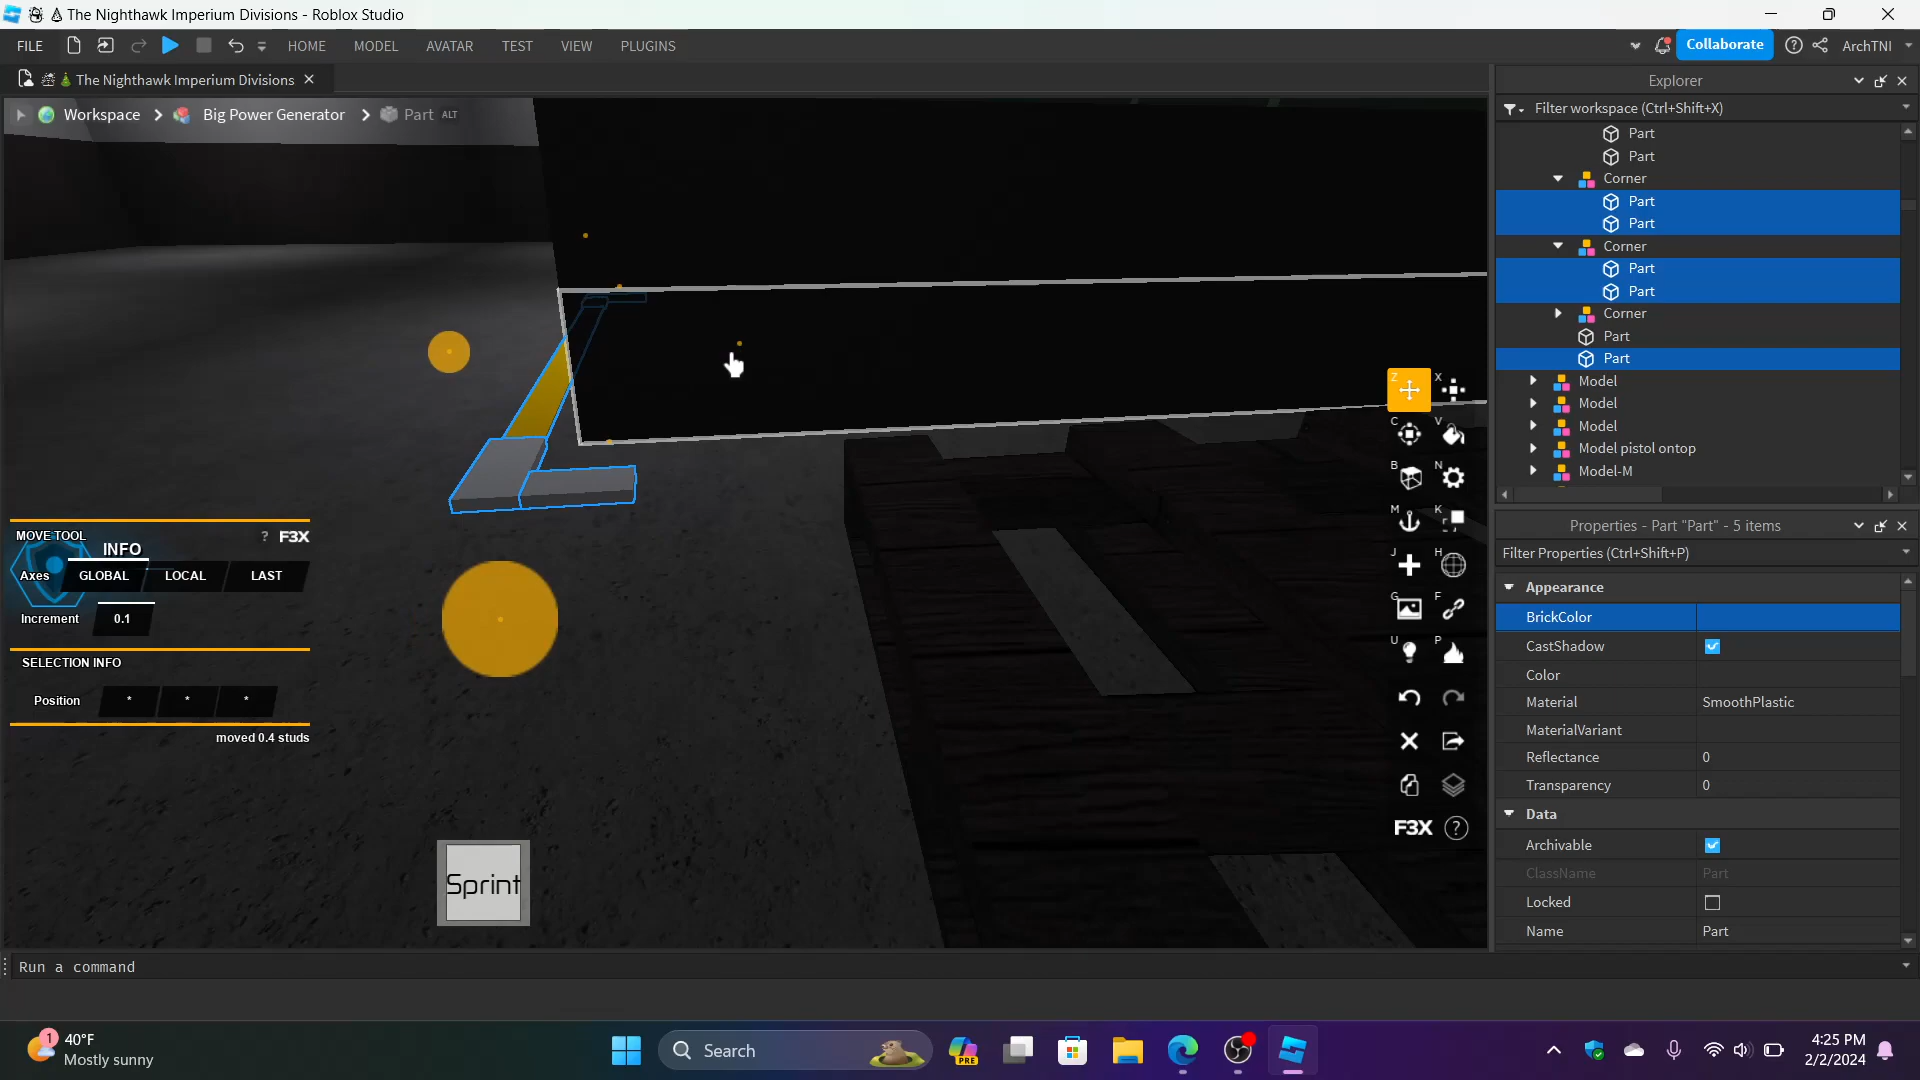 The Nighthawk Imperium Divisions - Roblox Studio
FILE HOME MODEL AVATAR TEST VIEW PLUGINS Collaborate ArchTNI
The Nighthawk Imperium Divisions
Workspace Big Power Generator Part ALT
Explorer
Filter workspace (Ctrl+Shift+X)
Part
Part
Corner
Part
Part
Corner
Part
Part
Corner
Part
Part
Model
Model
Model
Model pistol ontop
Model-M
Z X
C V
B N
M K
J H
G F
U P
F3X ?
MOVE TOOL ? F3X
INFO
Axes GLOBAL LOCAL LAST
Increment 0.1
SELECTION INFO
Position * * *
moved 0.4 studs
Sprint
Properties - Part "Part" - 5 items
Filter Properties (Ctrl+Shift+P)
Appearance
BrickColor
CastShadow
Color
Material SmoothPlastic
MaterialVariant
Reflectance 0
Transparency 0
Data
Archivable
ClassName Part
Locked
Name Part
Run a command
1
40°F
Mostly sunny
Search
PRE
4:25 PM
2/2/2024